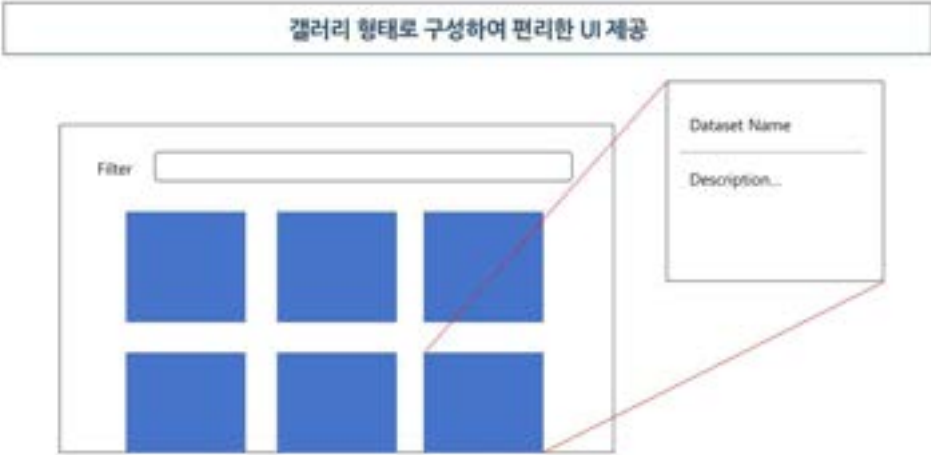 갤러리 형태로 구성하여 편리한 UI 제공
Filter
Dataset Name
Description...